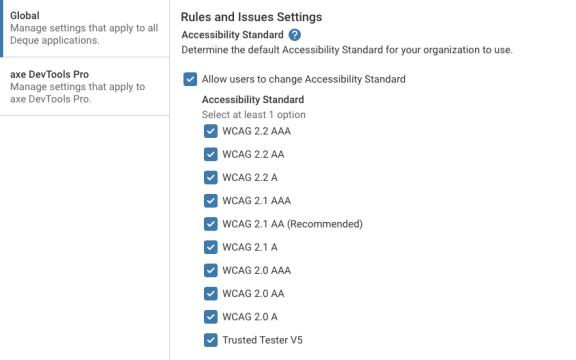 Global
Manage settings that apply to all
Deque applications.
axe DevTools Pro
Manage settings that apply to
axe DevTools Pro.
Rules and Issues Settings
Accessibility Standard ?
Determine the default Accessibility Standard for your organization to use.
Allow users to change Accessibility Standard
Accessibility Standard
Select at least 1 option
WCAG 2.2 AAA
WCAG 2.2 AA
WCAG 2.2 A
WCAG 2.1 AAA
WCAG 2.1 AA (Recommended)
WCAG 2.1 A
WCAG 2.0 AAA
WCAG 2.0 AA
WCAG 2.0 A
Trusted Tester V5